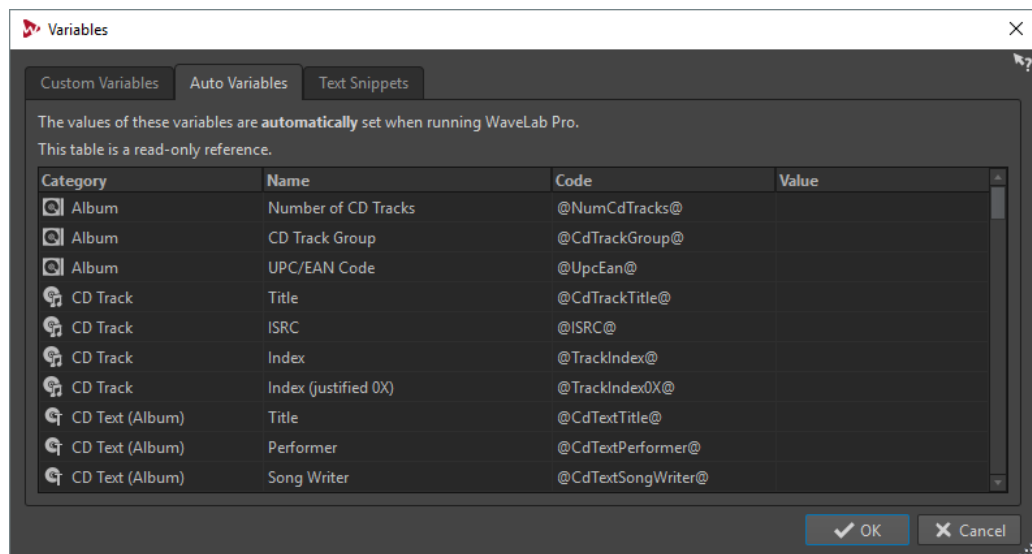 Variables
Custom Variables Auto Variables Text Snippets
The values of these variables are automatically set when running WaveLab Pro.
This table is a read-only reference.
Category Name Code Value
Album Number of CD Tracks @NumCdTracks@
Album CD Track Group @CdTrackGroup@
Album UPC/EAN Code @UpcEan@
CD Track Title @CdTrackTitle@
CD Track ISRC @ISRC@
CD Track Index @TrackIndex@
CD Track Index (justified 0X) @TrackIndex0X@
CD Text (Album) Title @CdTextTitle@
CD Text (Album) Performer @CdTextPerformer@
CD Text (Album) Song Writer @CdTextSongWriter@
OK Cancel